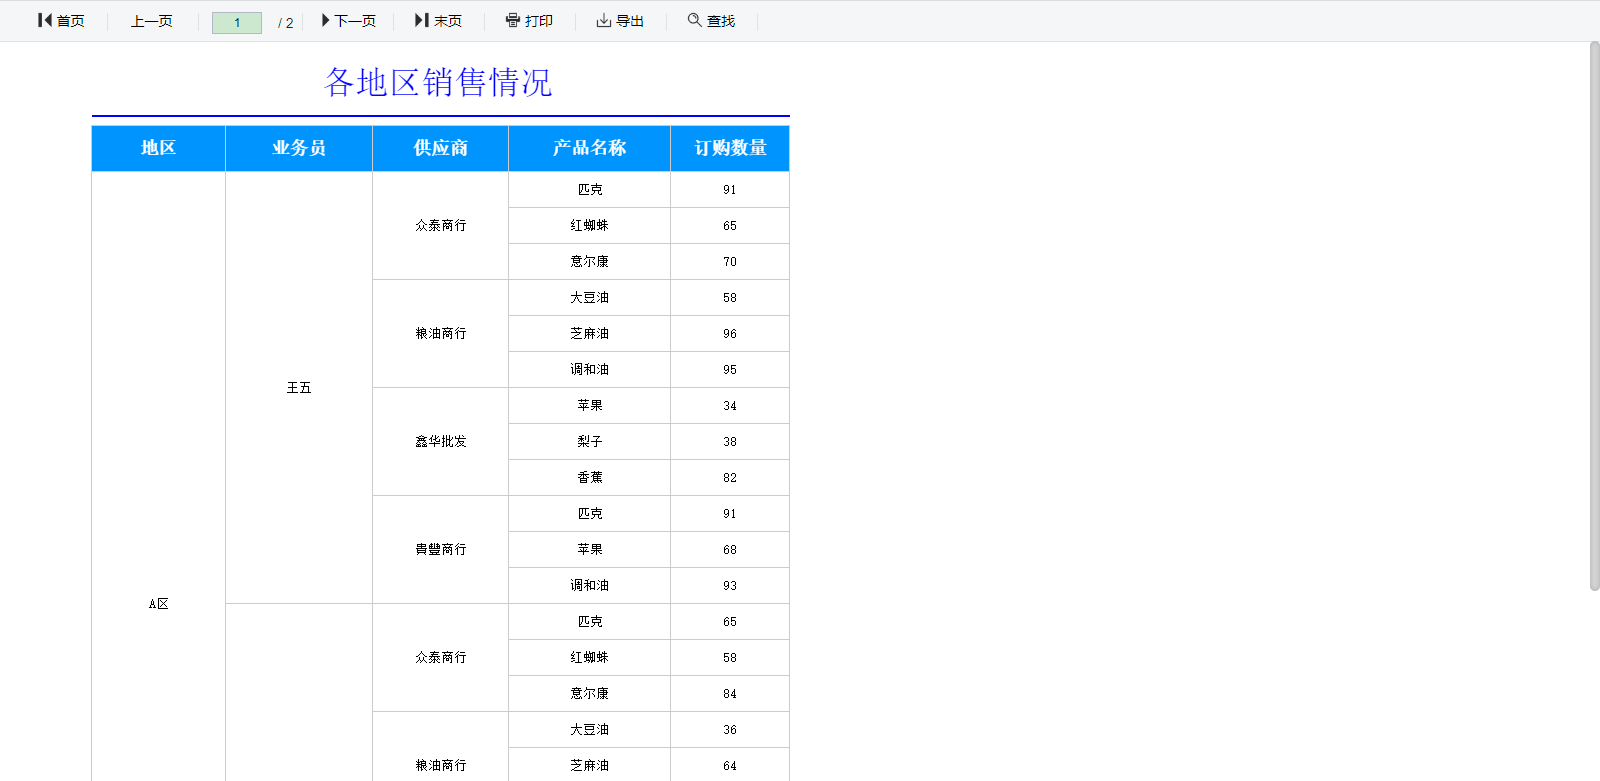 首页 上一页 1 / 2 下一页 末页 打印 导出 查找
各地区销售情况
地区 业务员 供应商 产品名称 订购数量
匹克 91
众泰商行 红蜘蛛 65
意尔康 70
大豆油 58
粮油商行 芝麻油 96
调和油 95
王五
苹果 34
鑫华批发 梨子 38
香蕉 82
匹克 91
貴豐商行 苹果 68
调和油 93
A区
匹克 65
众泰商行 红蜘蛛 58
意尔康 84
大豆油 36
粮油商行 芝麻油 64